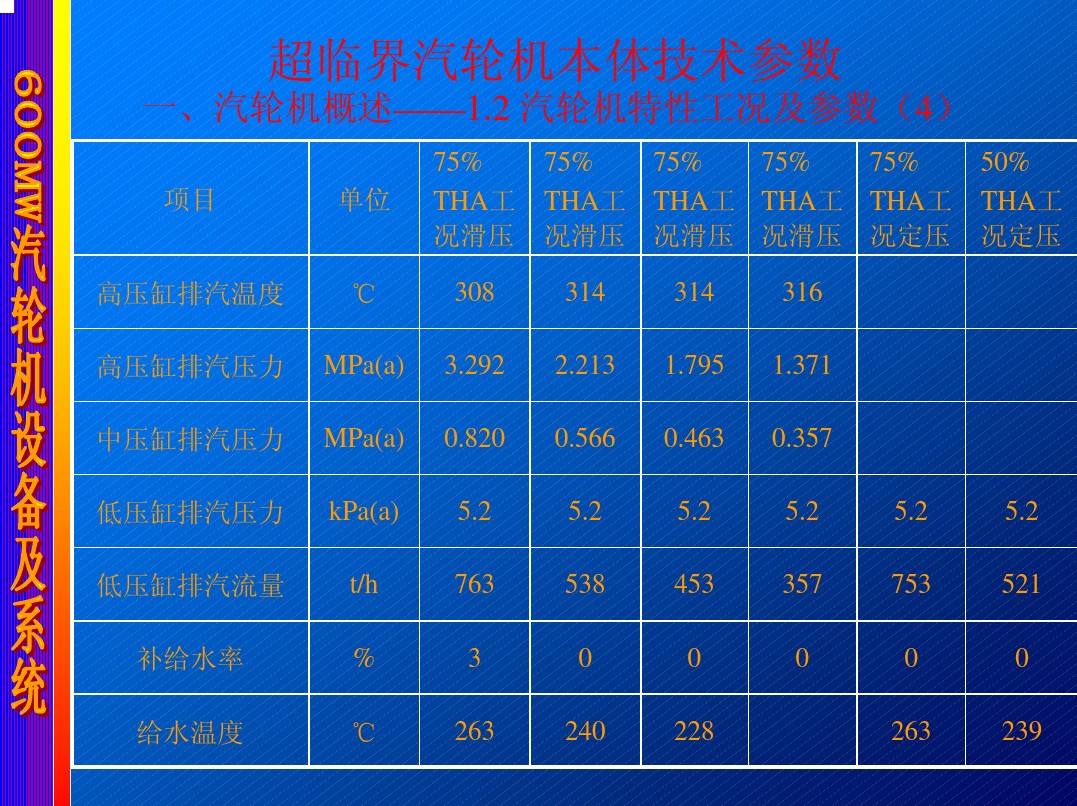 600MW汽轮机设备及系统
超临界汽轮机本体技术参数
一、汽轮机概述——1.2 汽轮机特性工况及参数（4）
项目 单位 75% THA工况滑压 75% THA工况滑压 75% THA工况滑压 75% THA工况滑压 75% THA工况定压 50% THA工况定压
高压缸排汽温度 ℃ 308 314 314 316
高压缸排汽压力 MPa(a) 3.292 2.213 1.795 1.371
中压缸排汽压力 MPa(a) 0.820 0.566 0.463 0.357
低压缸排汽压力 kPa(a) 5.2 5.2 5.2 5.2 5.2 5.2
低压缸排汽流量 t/h 763 538 453 357 753 521
补给水率 % 3 0 0 0 0 0
给水温度 ℃ 263 240 228 263 239